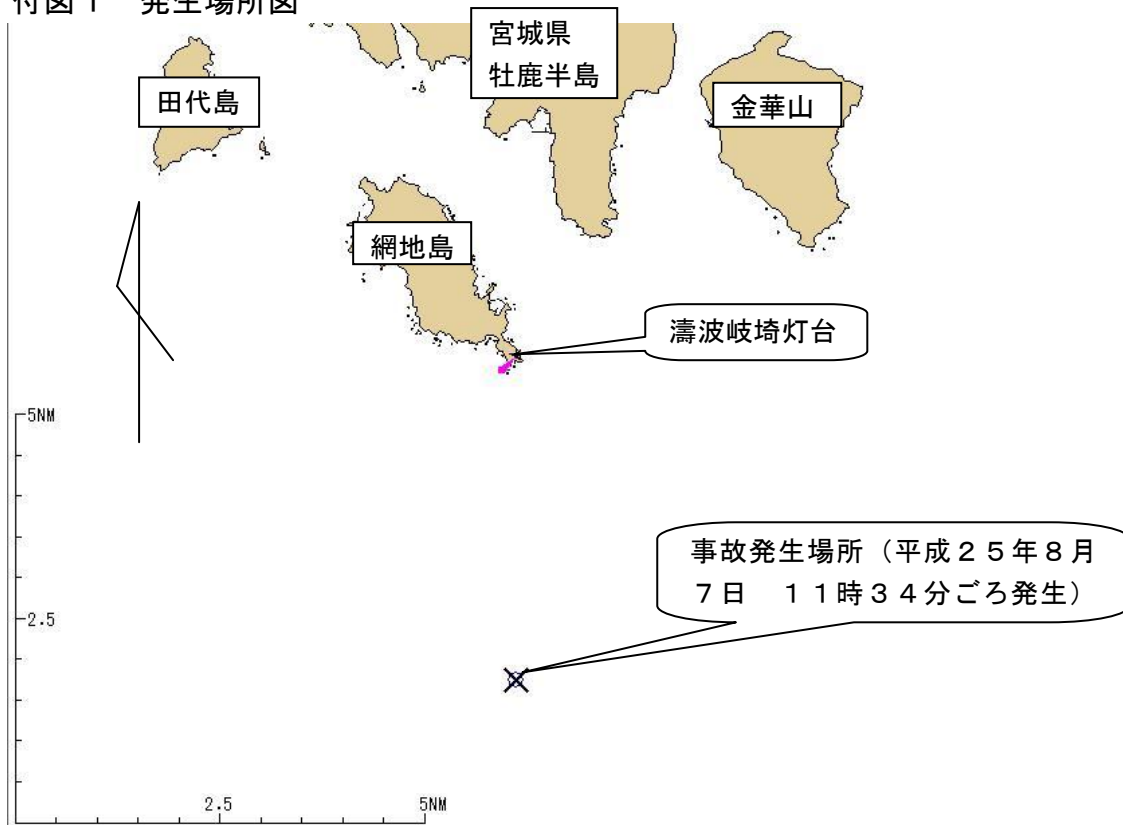 付図1 発生場所図
宮城県
牡鹿半島
田代島
金華山
網地島
濤波岐埼灯台
5NM
事故発生場所（平成２５年８月
７日　１１時３４分ごろ発生）
2.5
2.5
5NM